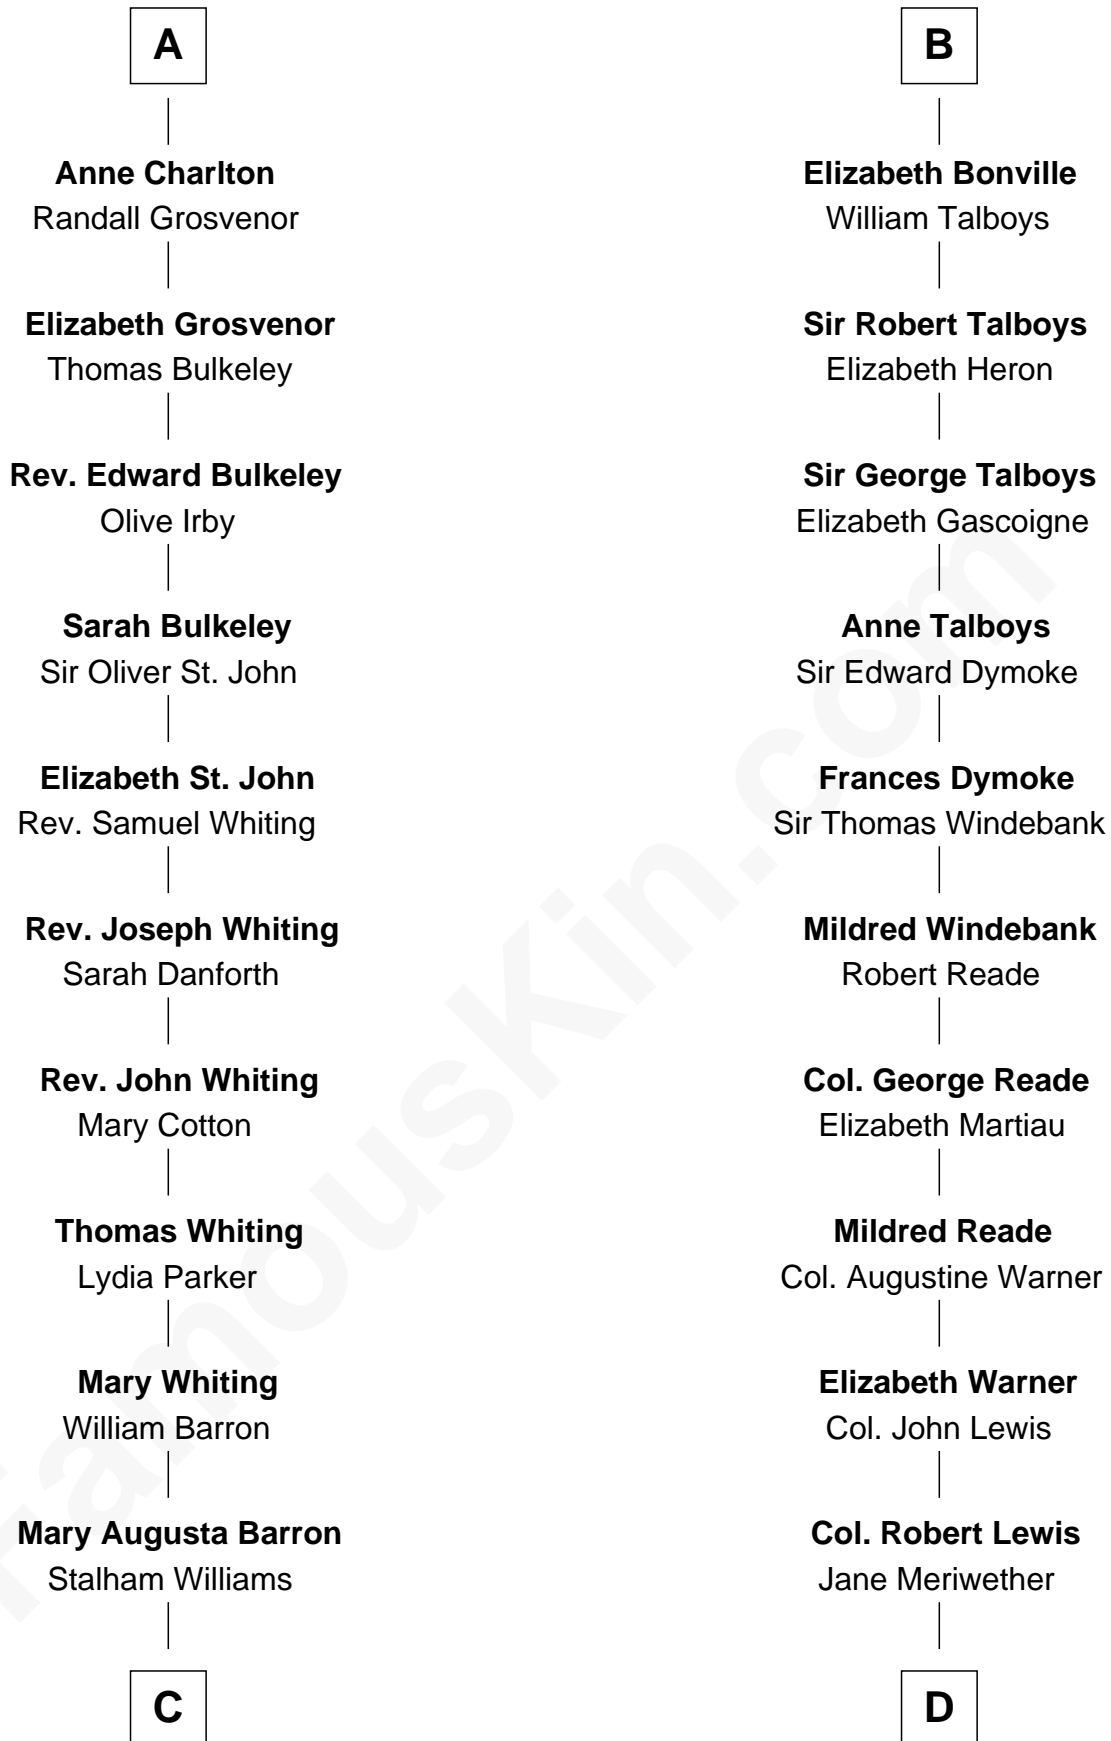 A
Anne Charlton
Randall Grosvenor
Elizabeth Grosvenor
Thomas Bulkeley
Rev. Edward Bulkeley
Olive Irby
Sarah Bulkeley
Sir Oliver St. John
Elizabeth St. John
Rev. Samuel Whiting
Rev. Joseph Whiting
Sarah Danforth
Rev. John Whiting
Mary Cotton
Thomas Whiting
Lydia Parker
Mary Whiting
William Barron
Mary Augusta Barron
Stalham Williams
C
B
Elizabeth Bonville
William Talboys
Sir Robert Talboys
Elizabeth Heron
Sir George Talboys
Elizabeth Gascoigne
Anne Talboys
Sir Edward Dymoke
Frances Dymoke
Sir Thomas Windebank
Mildred Windebank
Robert Reade
Col. George Reade
Elizabeth Martiau
Mildred Reade
Col. Augustine Warner
Elizabeth Warner
Col. John Lewis
Col. Robert Lewis
Jane Meriwether
D
FamousKin.com